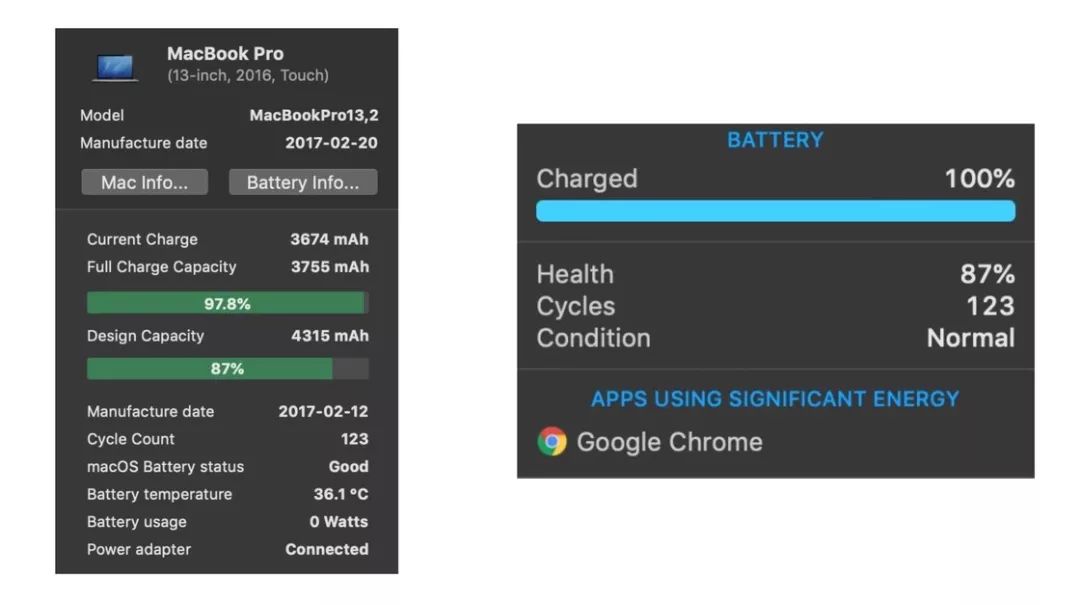 MacBook Pro
(13-inch, 2016, Touch)
Model MacBookPro13,2
Manufacture date 2017-02-20
Mac Info... Battery Info...
Current Charge 3674 mAh
Full Charge Capacity 3755 mAh
97.8%
Design Capacity 4315 mAh
87%
Manufacture date 2017-02-12
Cycle Count 123
macOS Battery status Good
Battery temperature 36.1 °C
Battery usage 0 Watts
Power adapter Connected
BATTERY
Charged 100%
Health 87%
Cycles 123
Condition Normal
APPS USING SIGNIFICANT ENERGY
Google Chrome